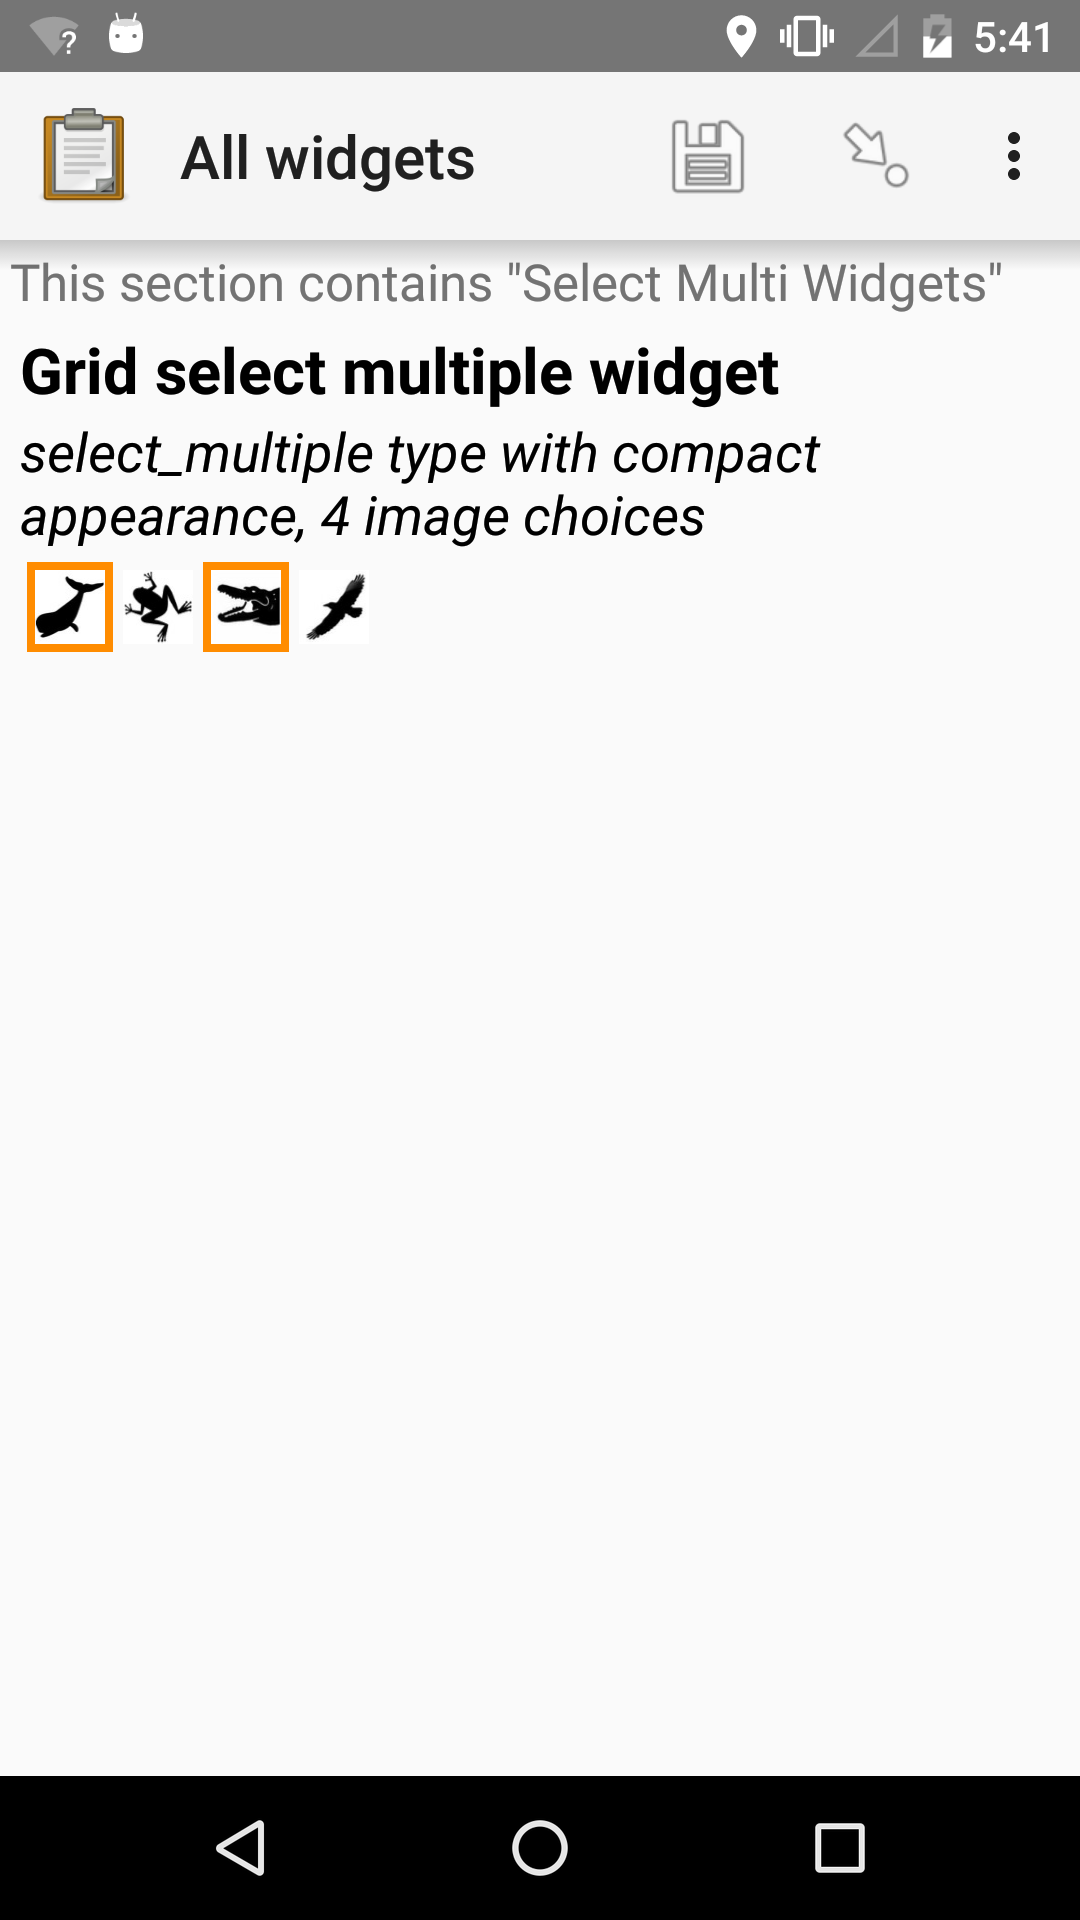 5:41
All widgets
This section contains "Select Multi Widgets"
Grid select multiple widget
select_multiple type with compact
appearance, 4 image choices